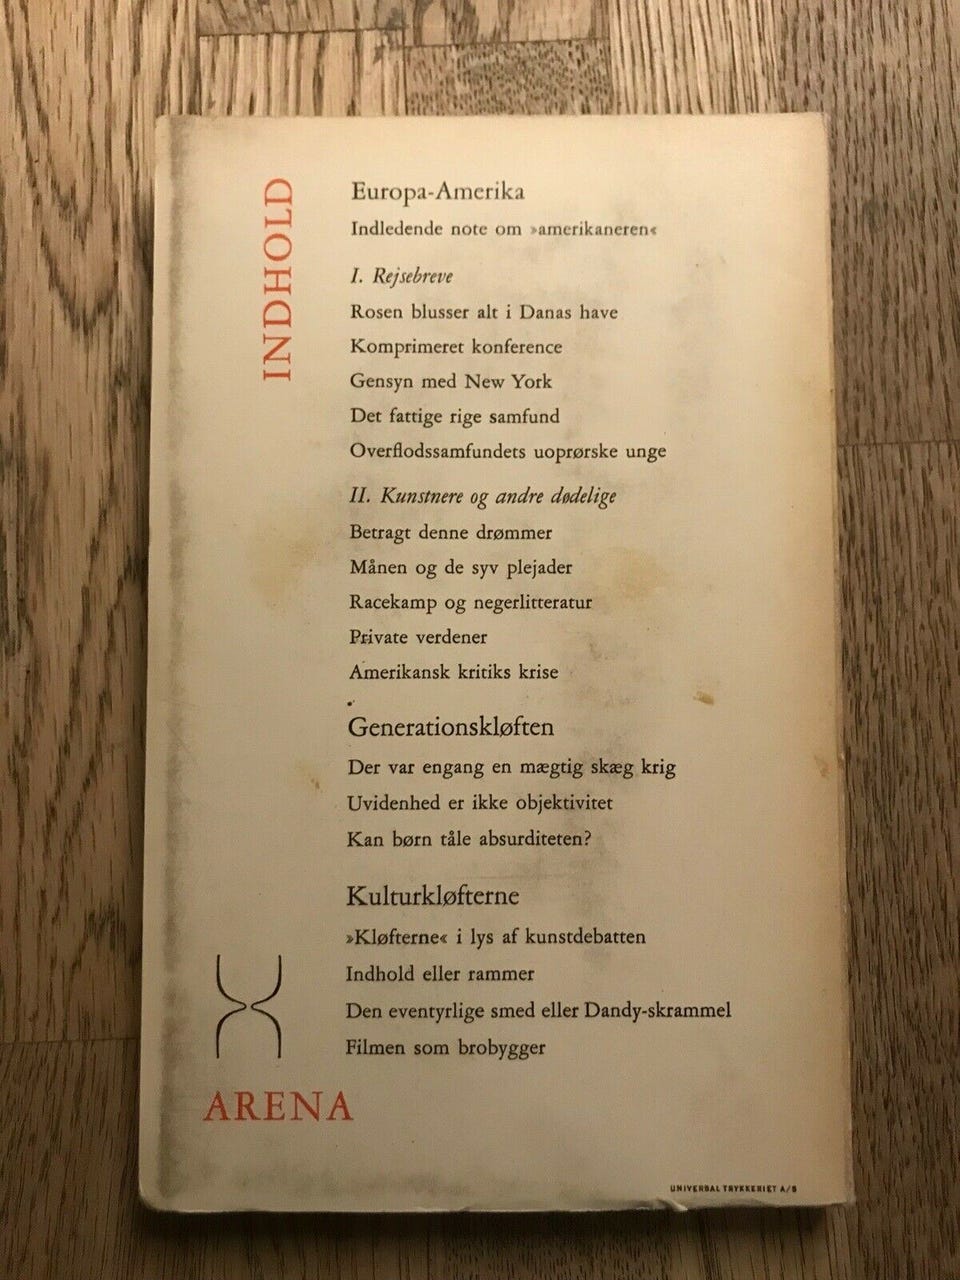 INDHOLD
Europa-Amerika
Indledende note om »amerikaneren«
I. Rejsebreve
Rosen blusser alt i Danas have
Komprimeret konference
Gensyn med New York
Det fattige rige samfund
Overflodssamfundets uoprørske unge
II. Kunstnere og andre dødelige
Betragt denne drømmer
Månen og de syv plejader
Racekamp og negerlitteratur
Private verdener
Amerikansk kritiks krise
Generationskløften
Der var engang en mægtig skæg krig
Uvidenhed er ikke objektivitet
Kan børn tåle absurditeten?
Kulturkløfterne
»Kløfterne« i lys af kunstdebatten
Indhold eller rammer
Den eventyrlige smed eller Dandy-skrammel
Filmen som brobygger
ARENA
UNIVERSAL TRYKKERIET A/S